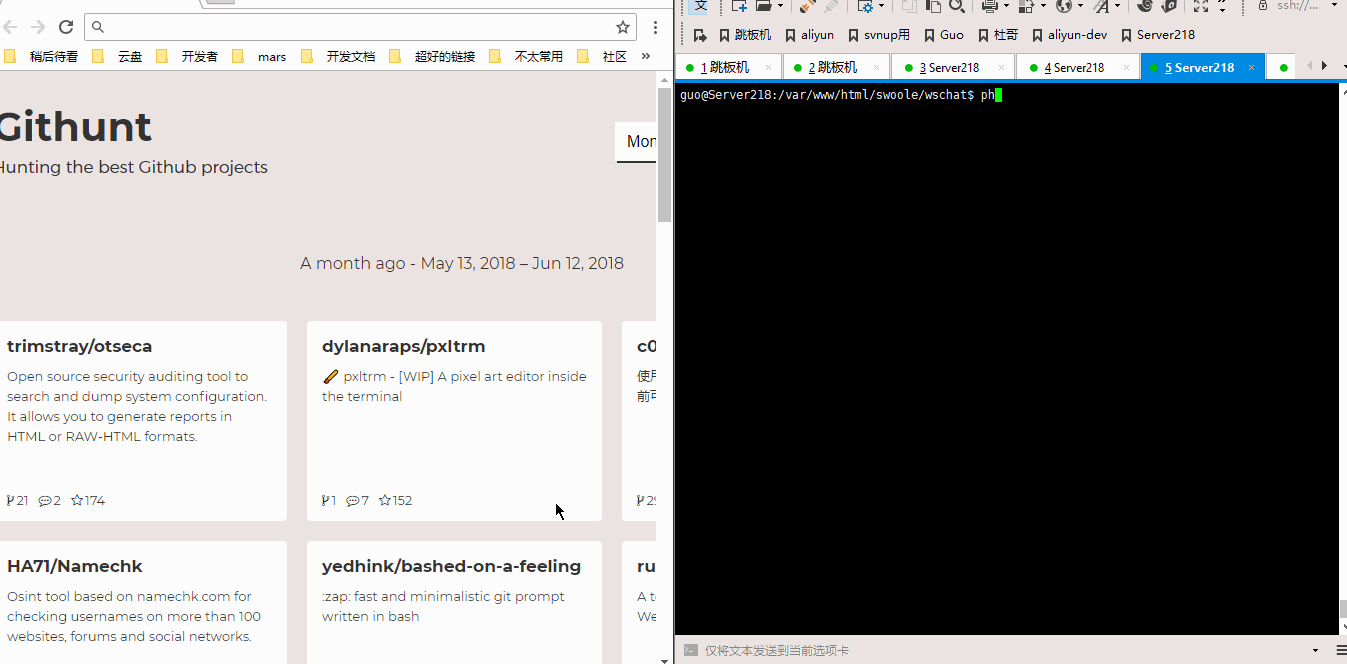 稍后待看 云盘 开发者 mars 开发文档 超好的链接 不太常用 社区 »
Githunt
Hunting the best Github projects
Mon
A month ago - May 13, 2018 – Jun 12, 2018
trimstray/otseca
Open source security auditing tool to
search and dump system configuration.
It allows you to generate reports in
HTML or RAW-HTML formats.
21 2 174
dylanaraps/pxltrm
pxltrm - [WIP] A pixel art editor inside
the terminal
1 7 152
c0
使用
前可
29
HA71/Namechk
Osint tool based on namechk.com for
checking usernames on more than 100
websites, forums and social networks.
yedhink/bashed-on-a-feeling
:zap: fast and minimalistic git prompt
written in bash
ru
A to
We
文 ssh://...
跳板机 aliyun svnup用 Guo 杜哥 aliyun-dev Server218
1 跳板机 × 2 跳板机 × 3 Server218 × 4 Server218 × 5 Server218 ×
guo@Server218:/var/www/html/swoole/wschat$ ph
仅将文本发送到当前选项卡